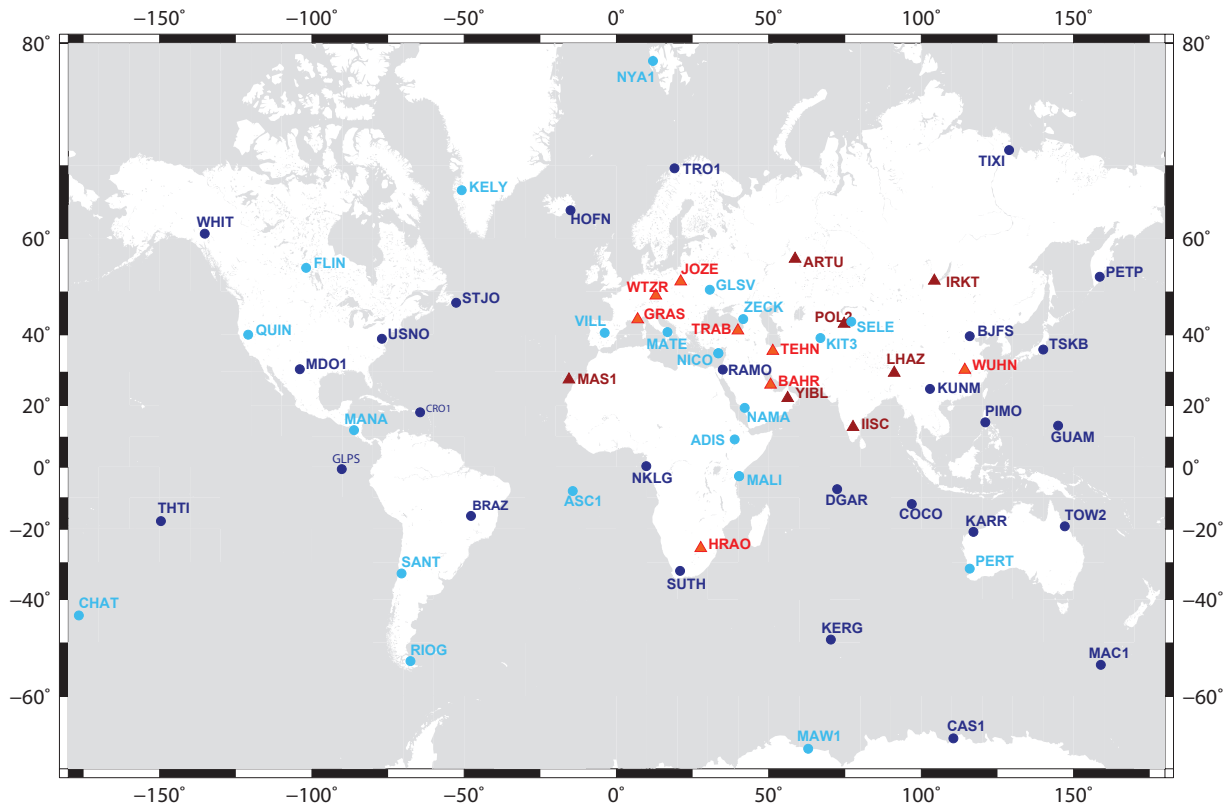 −150˚ −100˚ −50˚ 0˚ 50˚ 100˚ 150˚
80˚ 80˚
NYA1
TIXI
TRO1
KELY
HOFN
WHIT
60˚ 60˚
FLIN
ARTU
JOZE
IRKT
PETP
WTZR
GLSV
STJO
ZECK
GRAS
POL2
VILL
TRAB
SELE
QUIN
USNO
BJFS
40˚ 40˚
MATE
KIT3
TSKB
TEHN
NICO
LHAZ
MDO1
RAMO
WUHN
MAS1
BAHR
KUNM
YIBL
20˚ 20˚
CRO1
PIMO
MANA
NAMA
IISC
GUAM
ADIS
GLPS
0˚ 0˚
NKLG
MALI
ASC1
DGAR
BRAZ
THTI
COCO
KARR
TOW2
−20˚ −20˚
HRAO
SANT
PERT
SUTH
CHAT
−40˚ −40˚
KERG
RIOG
MAC1
−60˚ −60˚
CAS1
MAW1
−150˚ −100˚ −50˚ 0˚ 50˚ 100˚ 150˚